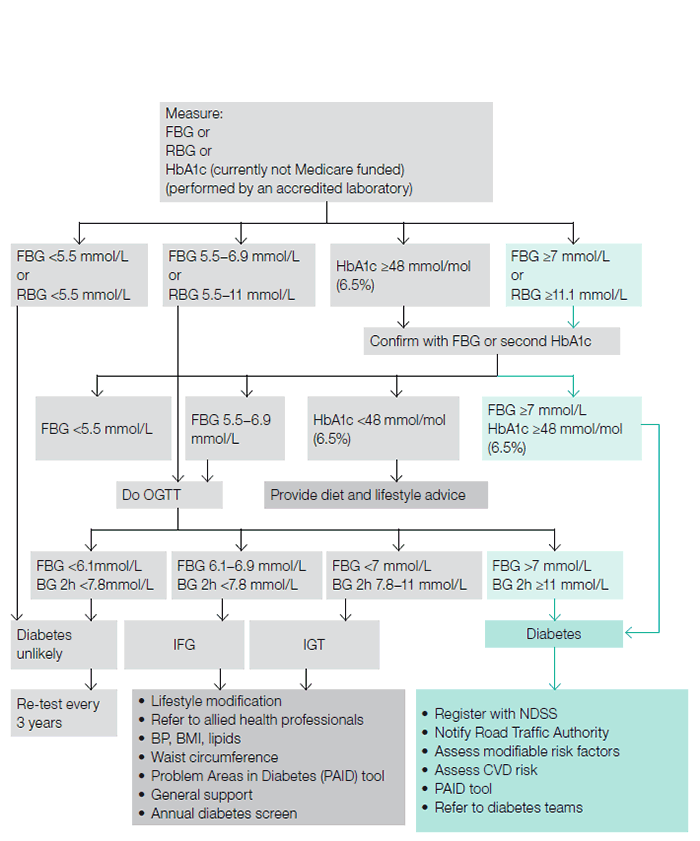 Measure:
FBG or
RBG or
HbA1c (currently not Medicare funded)
(performed by an accredited laboratory)
FBG <5.5 mmol/L
or
RBG <5.5 mmol/L
FBG 5.5–6.9 mmol/L
or
RBG 5.5–11 mmol/L
HbA1c ≥48 mmol/mol
(6.5%)
FBG ≥7 mmol/L
or
RBG ≥11.1 mmol/L
Confirm with FBG or second HbA1c
FBG <5.5 mmol/L
FBG 5.5–6.9
mmol/L
HbA1c <48 mmol/mol
(6.5%)
FBG ≥7 mmol/L
HbA1c ≥48 mmol/mol
(6.5%)
Do OGTT
Provide diet and lifestyle advice
FBG <6.1mmol/L
BG 2h <7.8mmol/L
FBG 6.1–6.9 mmol/L
BG 2h <7.8 mmol/L
FBG <7 mmol/L
BG 2h 7.8–11 mmol/L
FBG >7 mmol/L
BG 2h ≥11 mmol/L
Diabetes
unlikely
IFG
IGT
Diabetes
Re-test every
3 years
• Lifestyle modification
• Refer to allied health professionals
• BP, BMI, lipids
• Waist circumference
• Problem Areas in Diabetes (PAID) tool
• General support
• Annual diabetes screen
• Register with NDSS
• Notify Road Traffic Authority
• Assess modifiable risk factors
• Assess CVD risk
• PAID tool
• Refer to diabetes teams